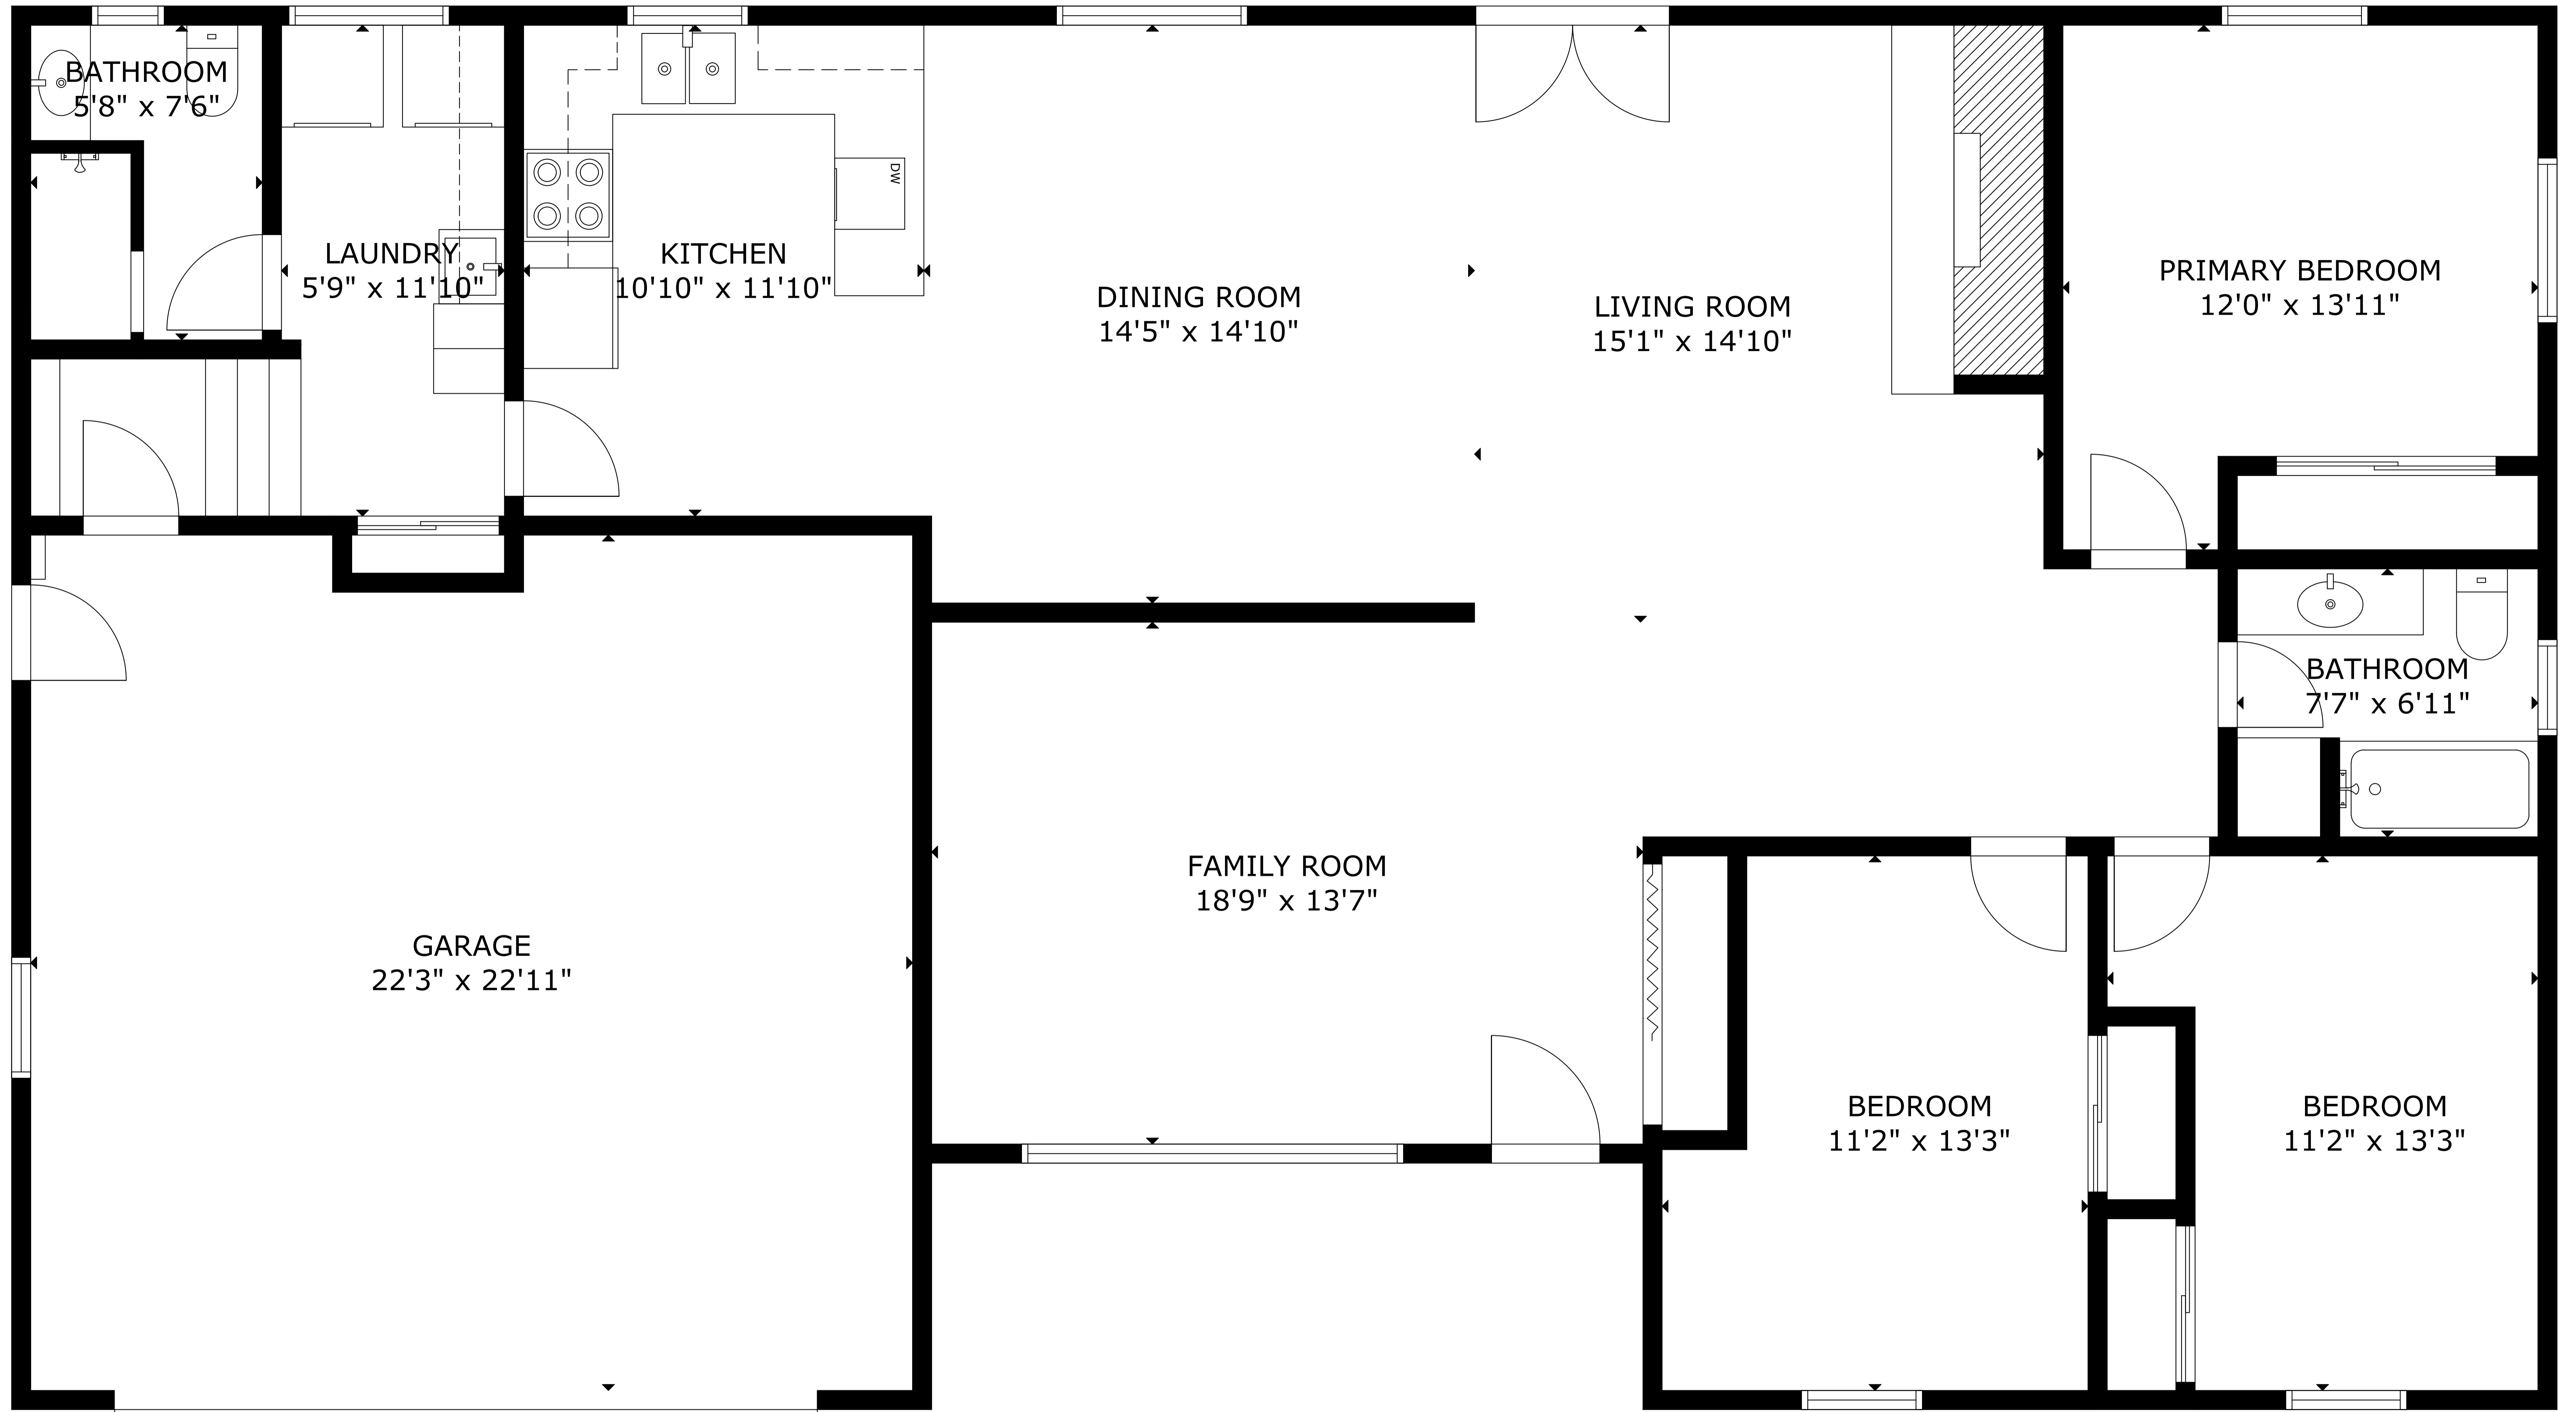 BATHROOM
5'8" x 7'6"
LAUNDRY
5'9" x 11'10"
KITCHEN
10'10" x 11'10"
DW
DINING ROOM
14'5" x 14'10"
LIVING ROOM
15'1" x 14'10"
PRIMARY BEDROOM
12'0" x 13'11"
BATHROOM
7'7" x 6'11"
FAMILY ROOM
18'9" x 13'7"
GARAGE
22'3" x 22'11"
BEDROOM
11'2" x 13'3"
BEDROOM
11'2" x 13'3"